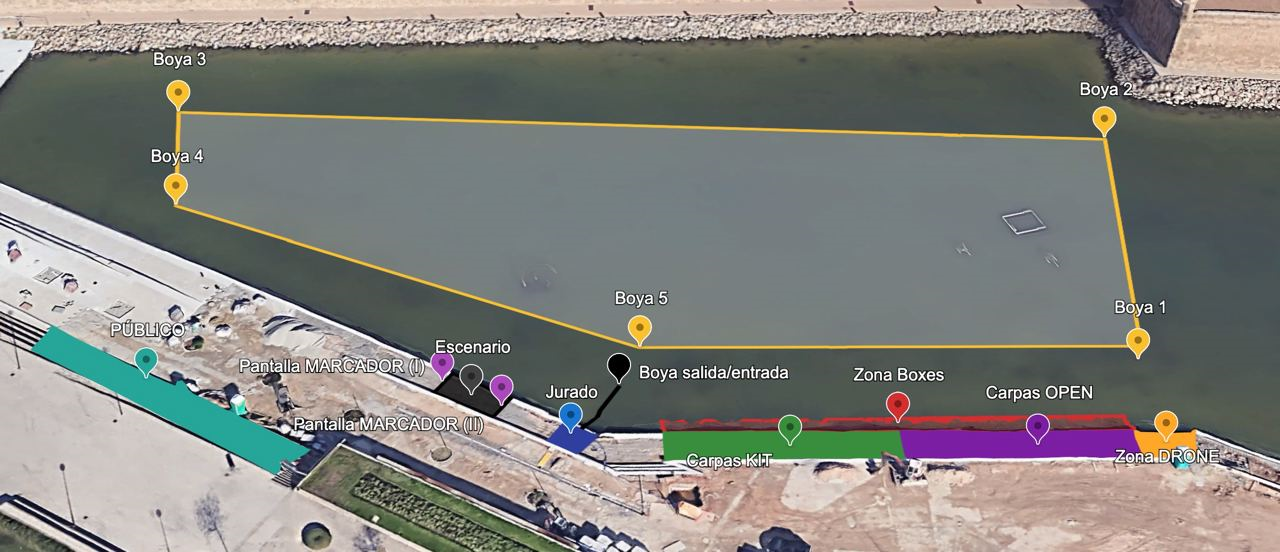 Boya 3
Boya 2
Boya 4
Boya 5
Boya 1
PÚBLICO
Escenario
Pantalla MARCADOR (I)
Boya salida/entrada
Zona Boxes
Jurado
Carpas OPEN
Pantalla MARCADOR (II)
Carpas KIT
Zona DRONE